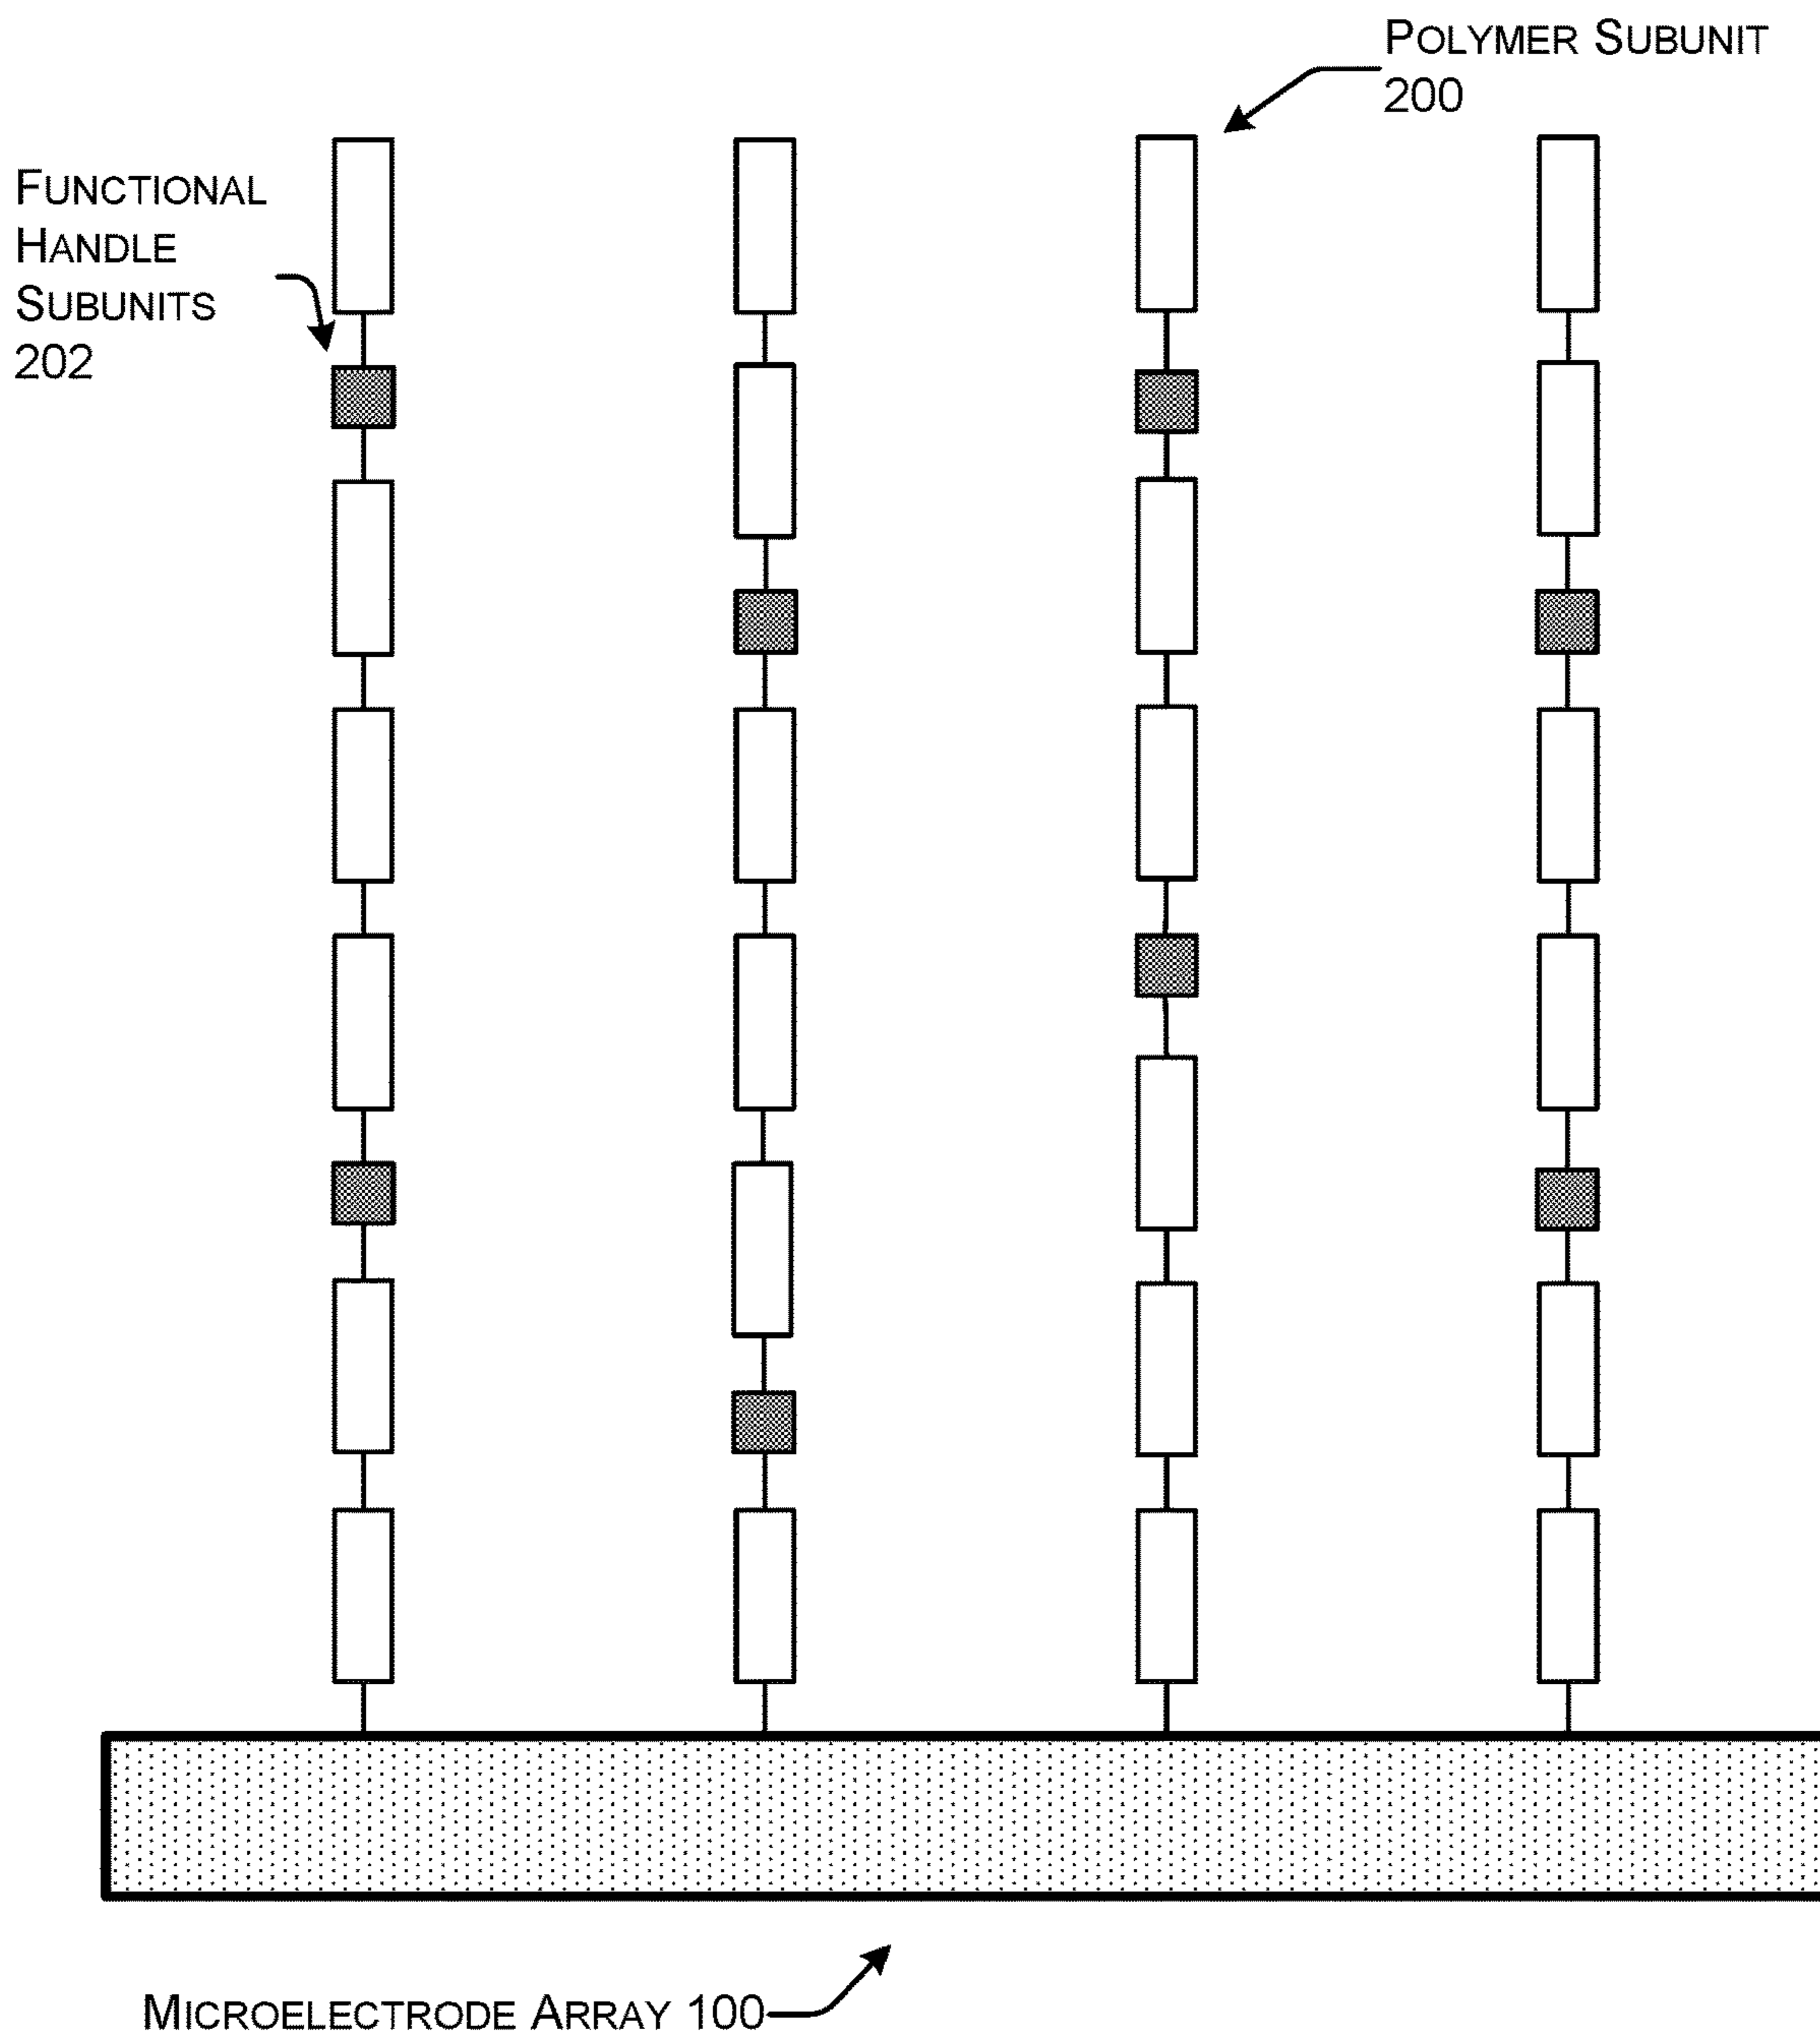 POLYMER SUBUNIT
200
FUNCTIONAL
HANDLE
SUBUNITS
202
MICROELECTRODE ARRAY 100